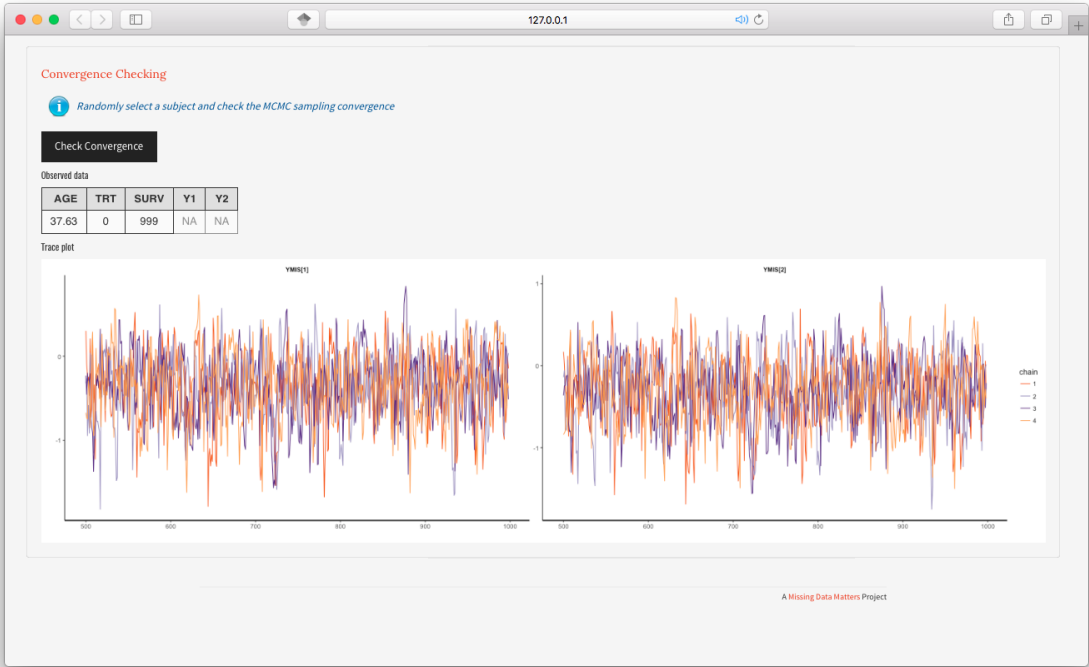 127.0.0.1
Convergence Checking
i Randomly select a subject and check the MCMC sampling convergence
Check Convergence
Observed data
AGE TRT SURV Y1 Y2
37.63 0 999 NA NA
Trace plot
YMIS[1] YMIS[2]
1
0 0
-1 -1
chain
1
2
3
4
500 600 700 800 900 1000 500 600 700 800 900 1000
A Missing Data Matters Project